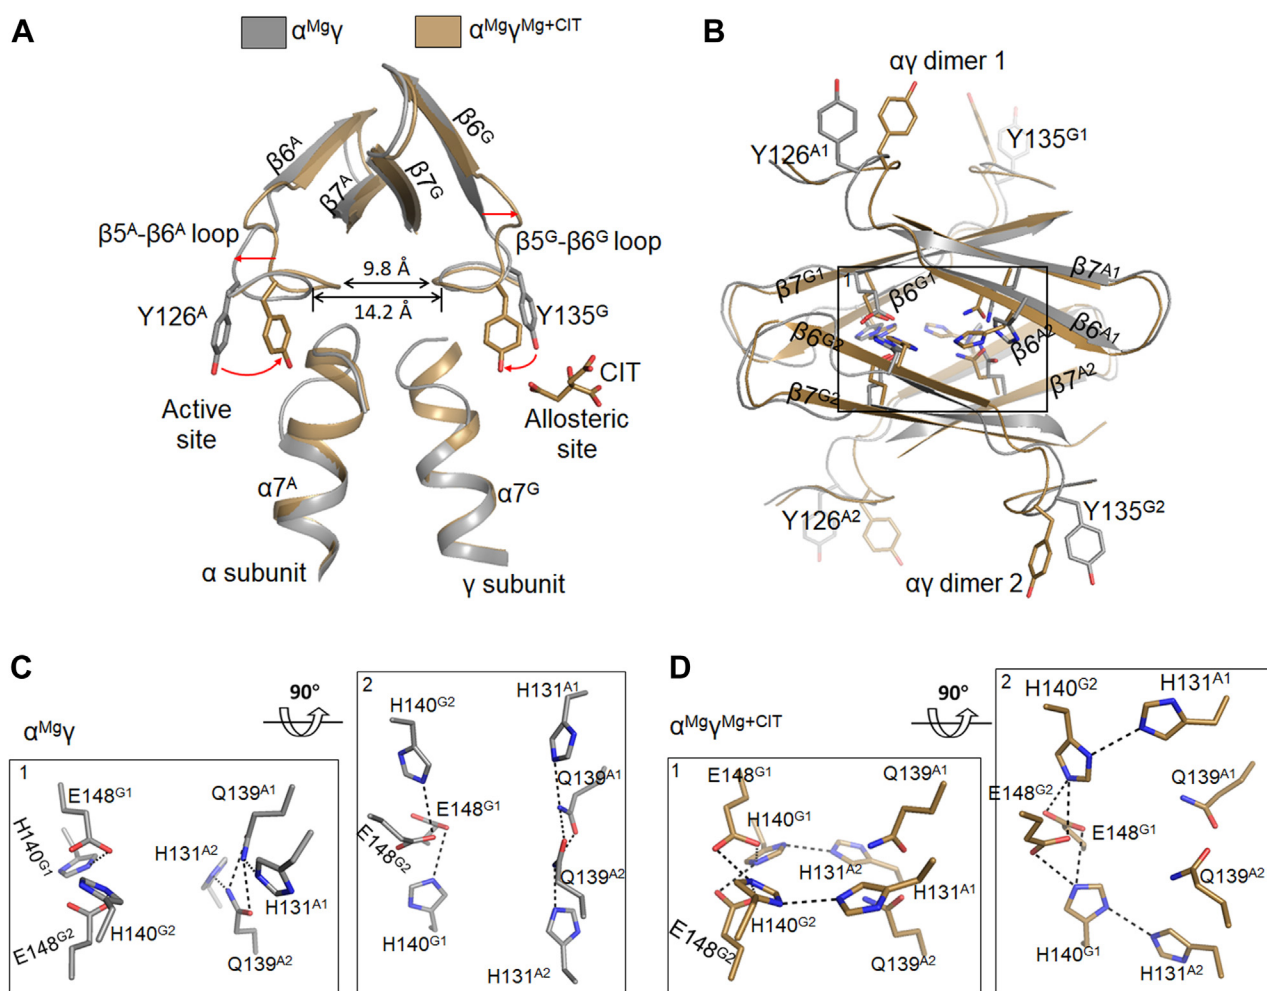 A
α^Mgγ
α^Mgγ^Mg+CIT
β6^A
β7^A
β7^G
β6^G
β5^A-β6^A loop
β5^G-β6^G loop
9.8 Å
14.2 Å
Y126^A
Y135^G
CIT
Active
site
Allosteric
site
α7^A
α7^G
α subunit
γ subunit
B
αγ dimer 1
Y126^A1
Y135^G1
β7^G1
1
β6^G1
β7^A1
β6^A1
β6^G2
β6^A2
β7^G2
β7^A2
Y126^A2
Y135^G2
αγ dimer 2
C
α^Mgγ
90°
1
E148^G1
Q139^A1
H140^G1
H131^A2
H131^A1
E148^G2
H140^G2
Q139^A2
2
H140^G2
H131^A1
Q139^A1
E148^G1
E148^G2
Q139^A2
H140^G1
H131^A2
D
α^Mgγ^Mg+CIT
90°
1
E148^G1
Q139^A1
H140^G1
H131^A2
H131^A1
H140^G2
E148^G2
Q139^A2
2
H140^G2
H131^A1
Q139^A1
E148^G2
E148^G1
Q139^A2
H140^G1
H131^A2